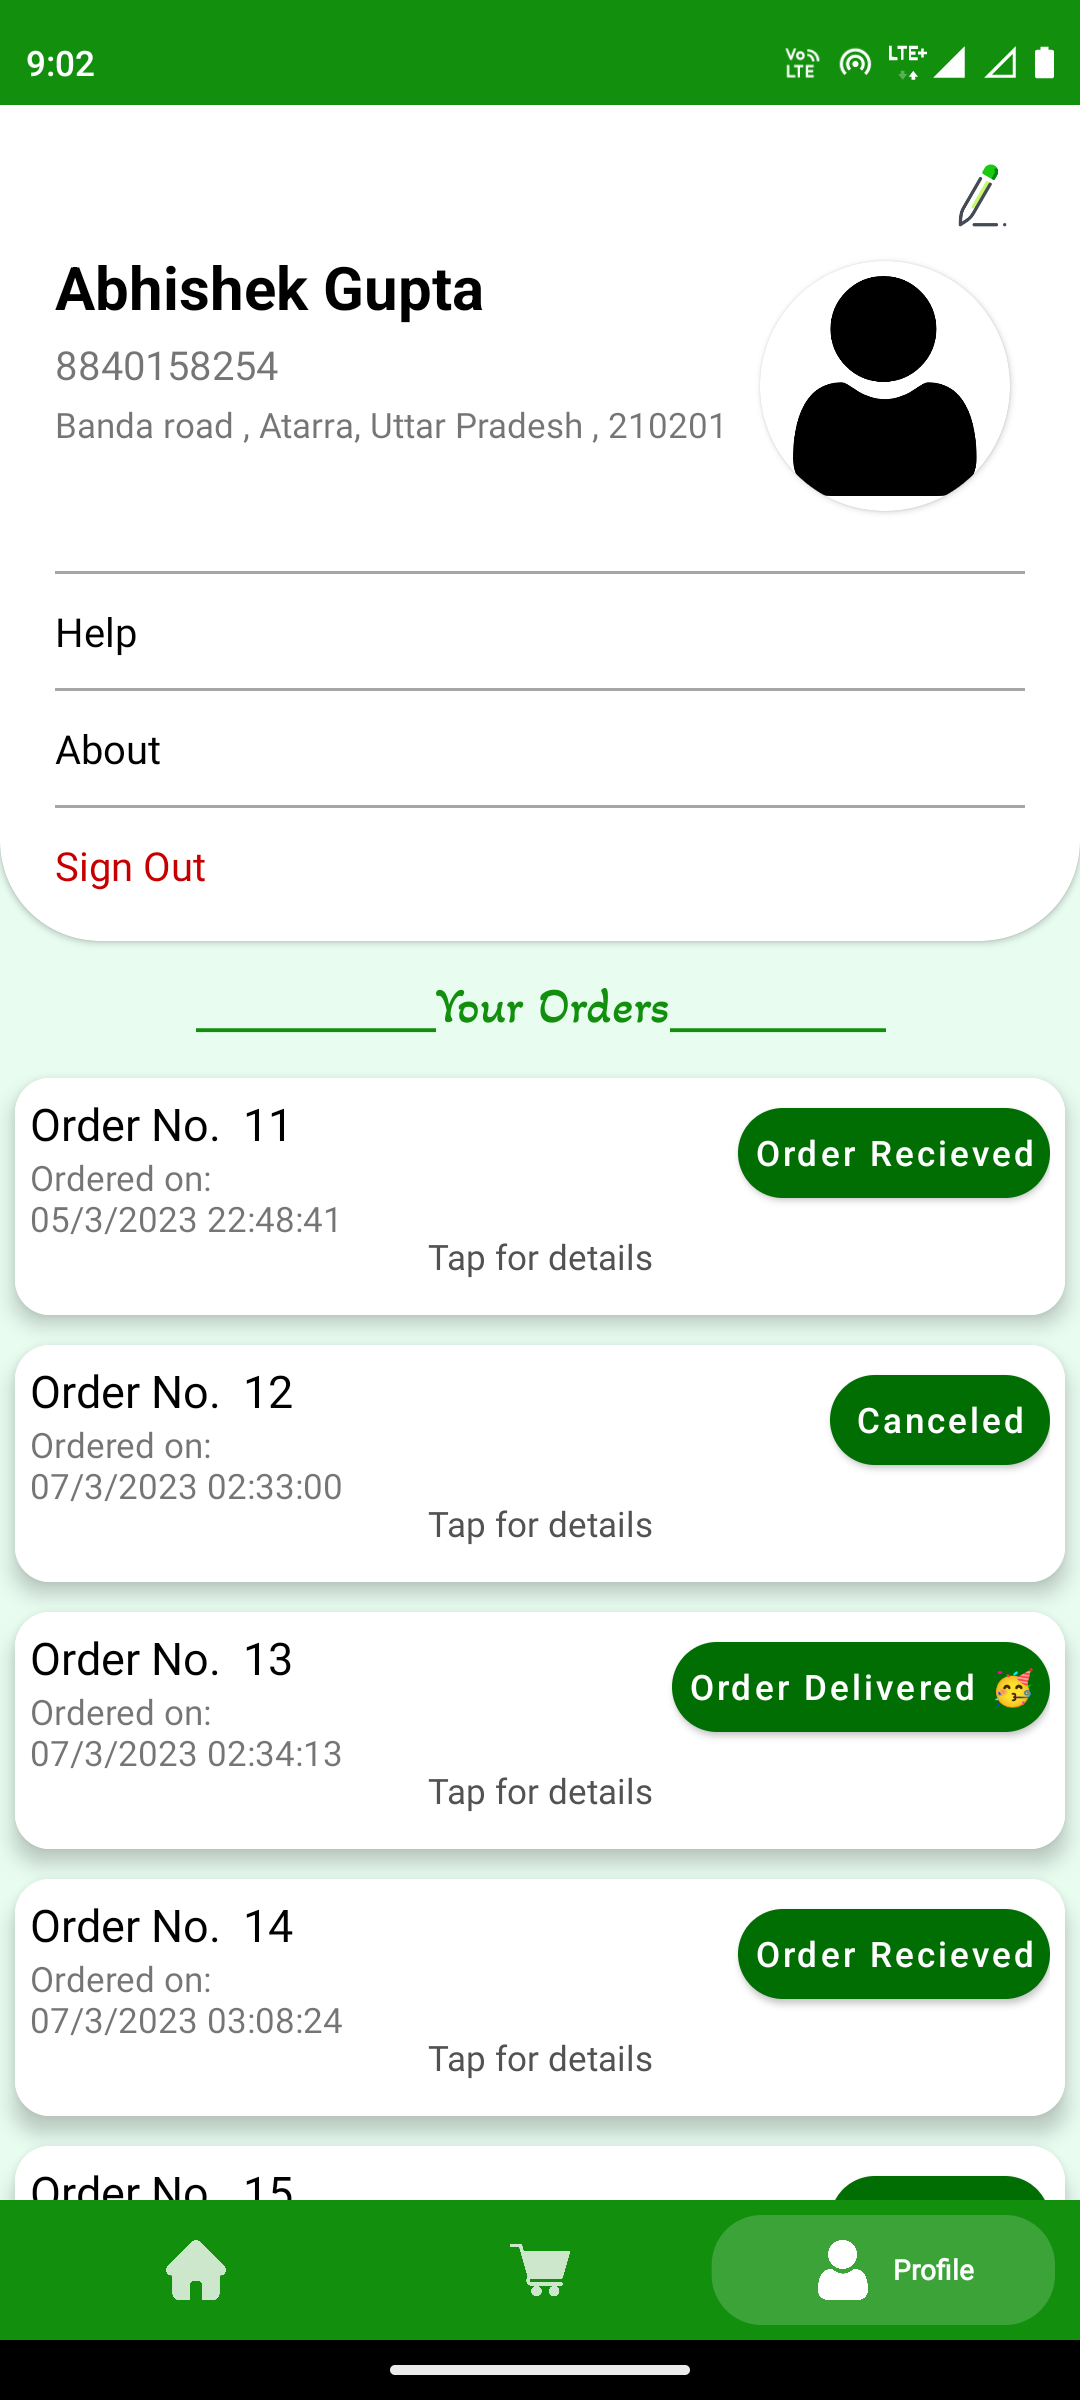 9:02
Vo LTE
LTE+
Abhishek Gupta
8840158254
Banda road , Atarra, Uttar Pradesh , 210201
Help
About
Sign Out
Your Orders
Order No. 11
Order Recieved
Ordered on:
05/3/2023 22:48:41
Tap for details
Order No. 12
Canceled
Ordered on:
07/3/2023 02:33:00
Tap for details
Order No. 13
Order Delivered 🥳
Ordered on:
07/3/2023 02:34:13
Tap for details
Order No. 14
Order Recieved
Ordered on:
07/3/2023 03:08:24
Tap for details
Order No. 15
Profile